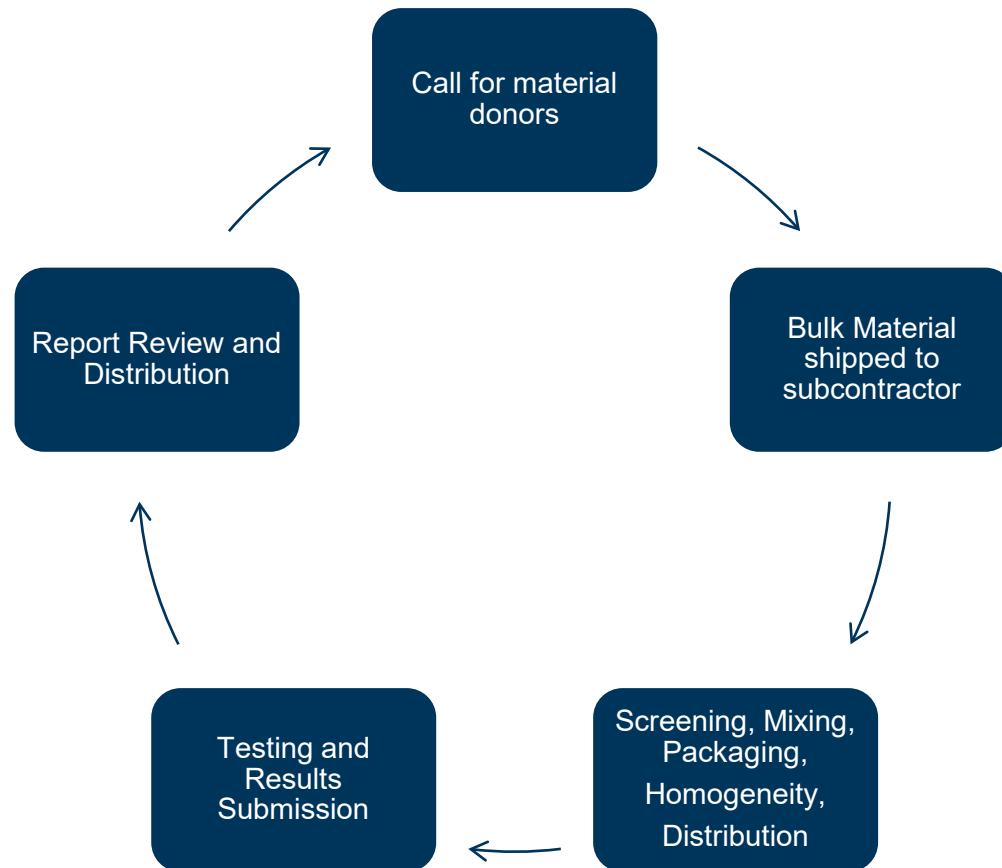 Call for material
donors
Bulk Material
shipped to
subcontractor
Screening, Mixing,
Packaging,
Homogeneity,
Distribution
Testing and
Results
Submission
Report Review and
Distribution